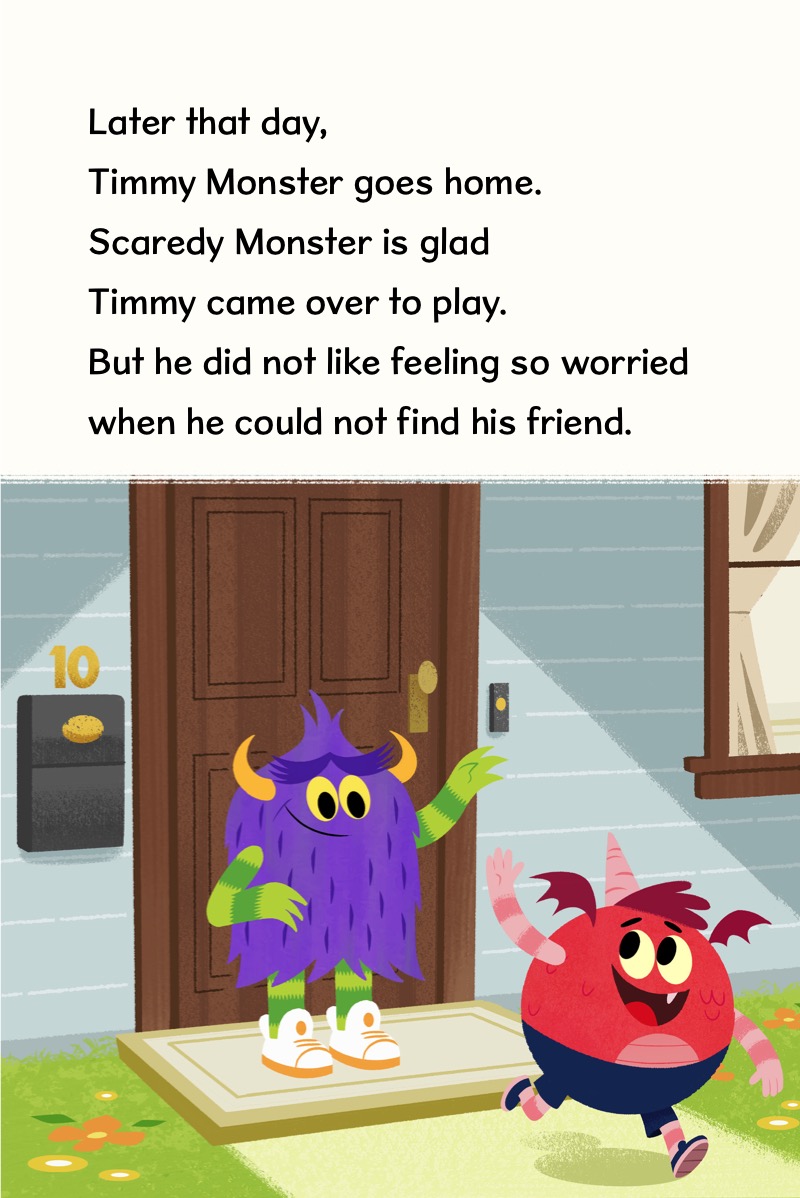 Later that day,
Timmy Monster goes home.
Scaredy Monster is glad
Timmy came over to play.
But he did not like feeling so worried
when he could not find his friend.
10